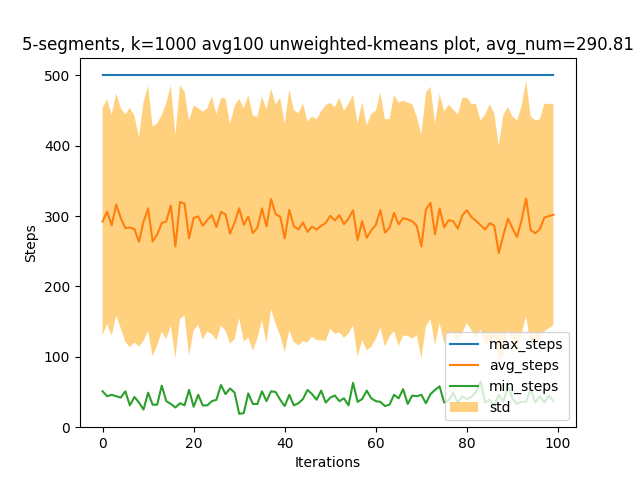 5-segments, k=1000 avg100 unweighted-kmeans plot, avg_num=290.81
500
400
300
200
100
0
Steps
max_steps
avg_steps
min_steps
std
0
20
40
60
80
100
Iterations